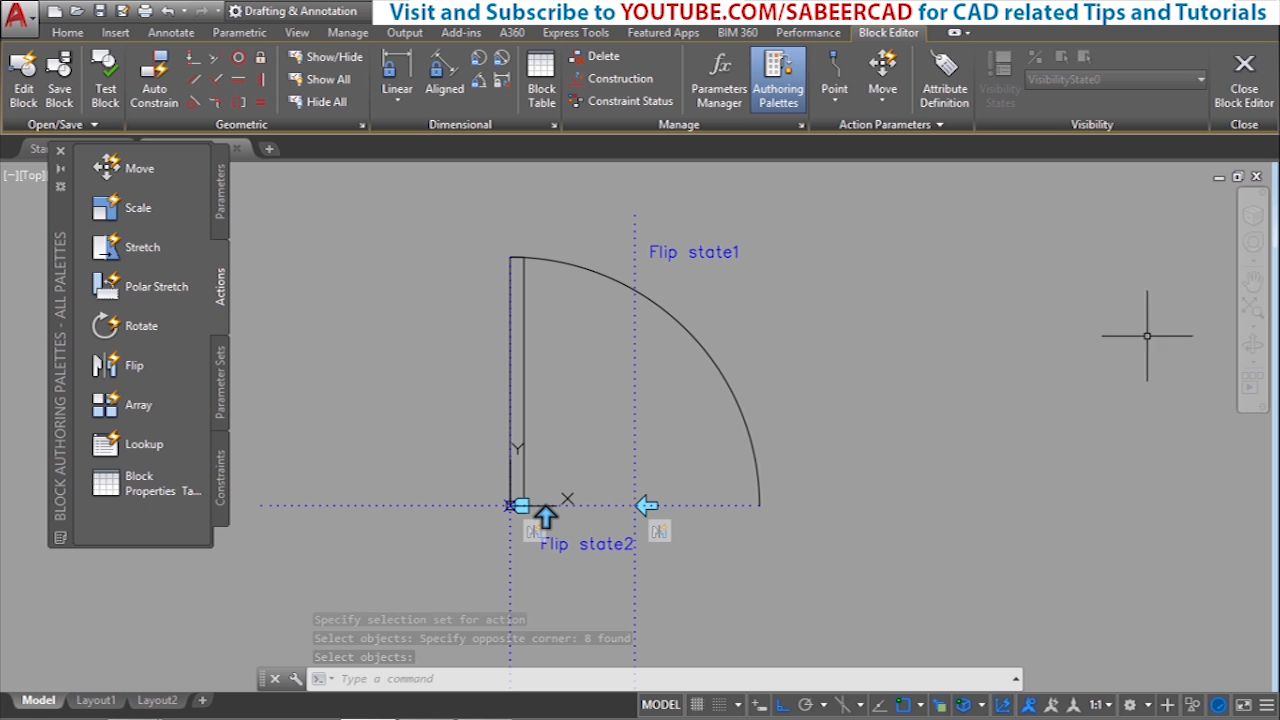 Drafting & Annotation
Visit and Subscribe to YOUTUBE.COM/SABEERCAD for CAD related Tips and Tutorials
Home Insert Annotate Parametric View Manage Output Add-ins A360 Express Tools Featured Apps BIM 360 Performance Block Editor
Edit Block
Save Block
Test Block
Auto Constrain
Show/Hide
Show All
Hide All
Linear
Aligned
Block Table
Delete
Construction
Constraint Status
Parameters Manager
Authoring Palettes
Point
Move
Attribute Definition
Visibility States
VisibilityState0
Close Block Editor
Open/Save Geometric Dimensional Manage Action Parameters Visibility Close
Star
[−][Top]
Move
Scale
Stretch
Polar Stretch
Rotate
Flip
Array
Lookup
Block
Properties Ta...
Parameters
Actions
Parameter Sets
Constraints
BLOCK AUTHORING PALETTES - ALL PALETTES
Flip state1
Y
X
Flip state2
Specify selection set for action
Select objects: Specify opposite corner: 8 found
Select objects:
Type a command
Model Layout1 Layout2 +
MODEL 1:1